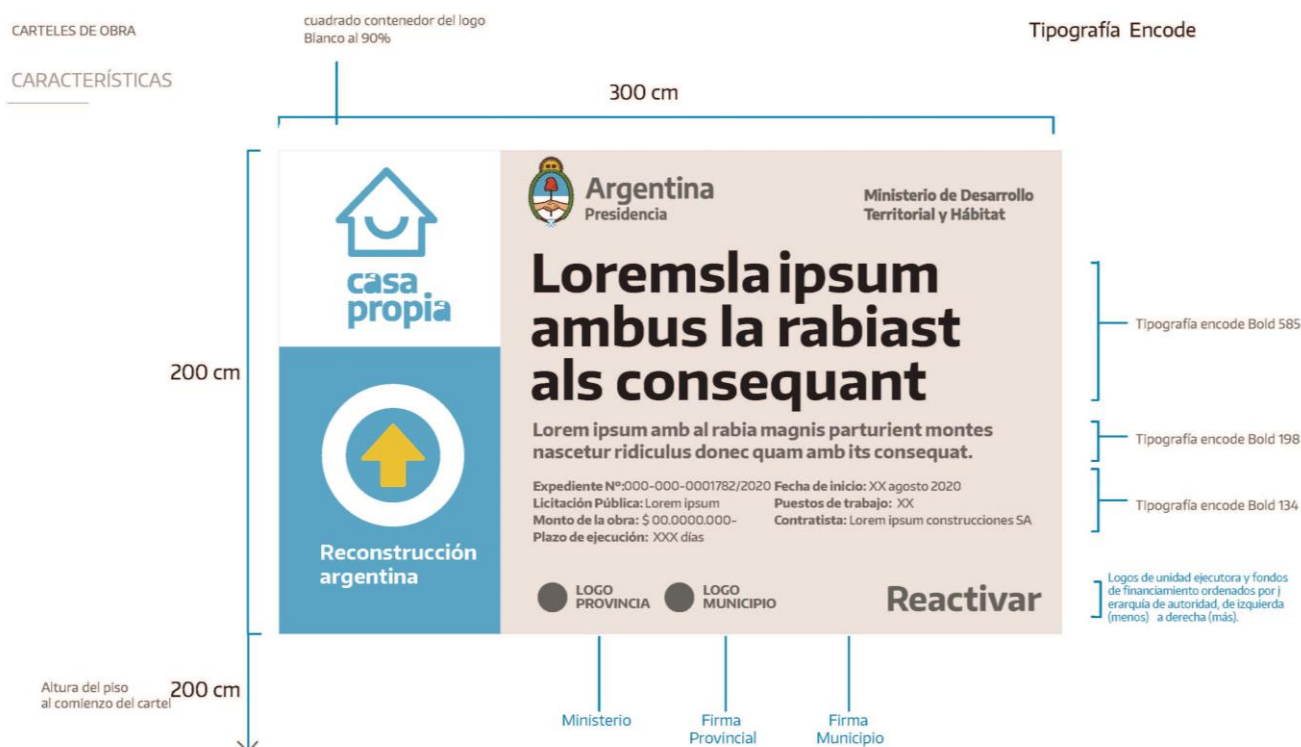 CARTELES DE OBRA
CARACTERÍSTICAS
cuadrado contenedor del logo
Blanco al 90%
Tipografía Encode
300 cm
casa
propia
Argentina
Presidencia
Ministerio de Desarrollo
Territorial y Hábitat
Loremsla ipsum
ambus la rabiast
als consequant
Tipografía encode Bold 585
200 cm
Lorem ipsum amb al rabia magnis parturient montes
nascetur ridiculus donec quam amb its consequat.
Tipografía encode Bold 198
Expediente Nº:000-000-0001782/2020 Fecha de inicio: XX agosto 2020
Licitación Pública: Lorem ipsum Puestos de trabajo: XX
Monto de la obra: $ 00.0000.000- Contratista: Lorem ipsum construcciones SA
Plazo de ejecución: XXX días
Tipografía encode Bold 134
Reconstrucción
argentina
LOGO
PROVINCIA
LOGO
MUNICIPIO
Reactivar
Logos de unidad ejecutora y fondos
de financiamiento ordenados por j
erarquía de autoridad, de izquierda
(menos) a derecha (más).
Altura del piso
al comienzo del cartel
200 cm
Ministerio
Firma
Provincial
Firma
Municipio